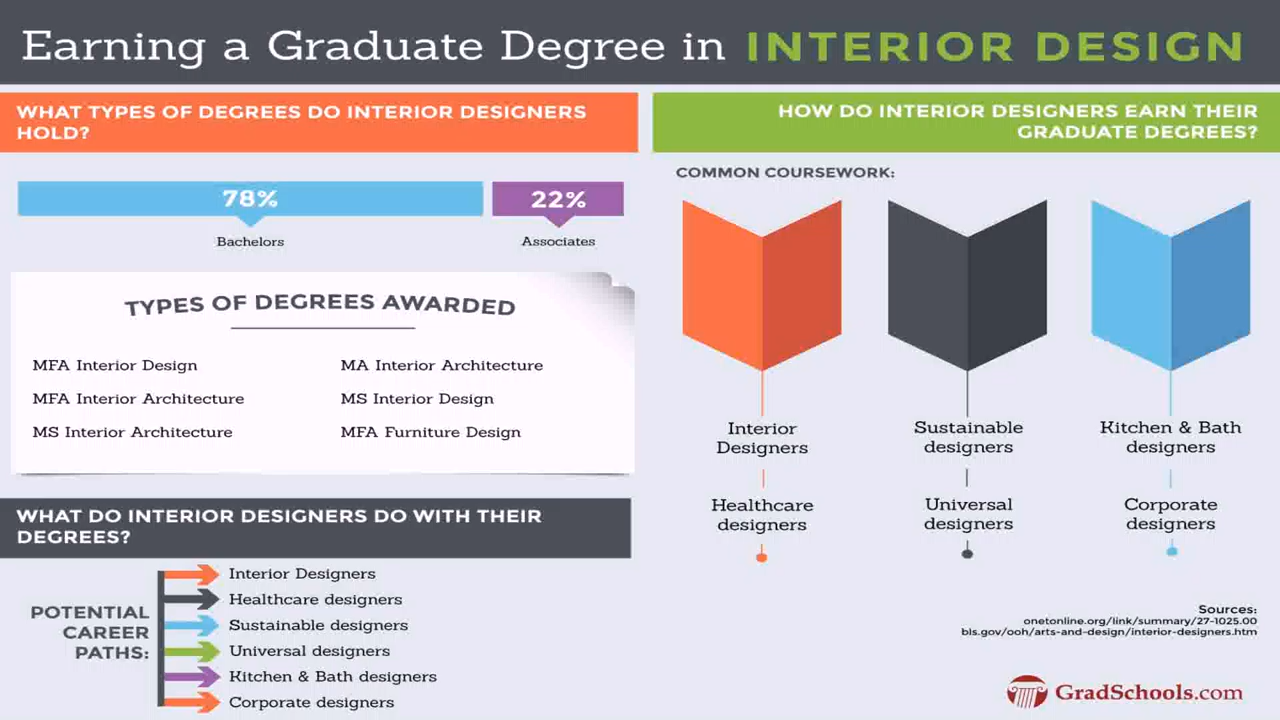 Earning a Graduate Degree in INTERIOR DESIGN
WHAT TYPES OF DEGREES DO INTERIOR DESIGNERS
HOLD?
78%
22%
Bachelors
Associates
TYPES OF DEGREES AWARDED
MFA Interior Design
MFA Interior Architecture
MS Interior Architecture
MA Interior Architecture
MS Interior Design
MFA Furniture Design
WHAT DO INTERIOR DESIGNERS DO WITH THEIR
DEGREES?
POTENTIAL
CAREER
PATHS:
Interior Designers
Healthcare designers
Sustainable designers
Universal designers
Kitchen & Bath designers
Corporate designers
HOW DO INTERIOR DESIGNERS EARN THEIR
GRADUATE DEGREES?
COMMON COURSEWORK:
Interior
Designers
Healthcare
designers
Sustainable
designers
Universal
designers
Kitchen & Bath
designers
Corporate
designers
Sources:
onetonline.org/link/summary/27-1025.00
bls.gov/ooh/arts-and-design/interior-designers.htm
GradSchools.com